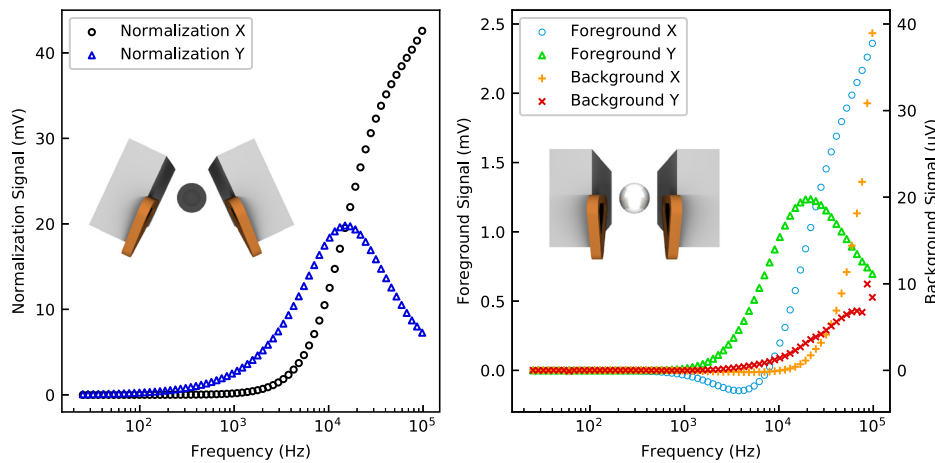 Normalization X
Normalization Y
40
30
20
10
0
Normalization Signal (mV)
10²
10³
10⁴
10⁵
Frequency (Hz)
Foreground X
Foreground Y
Background X
Background Y
2.5
2.0
1.5
1.0
0.5
0.0
Foreground Signal (mV)
40
30
20
10
0
Background Signal (μV)
10²
10³
10⁴
10⁵
Frequency (Hz)